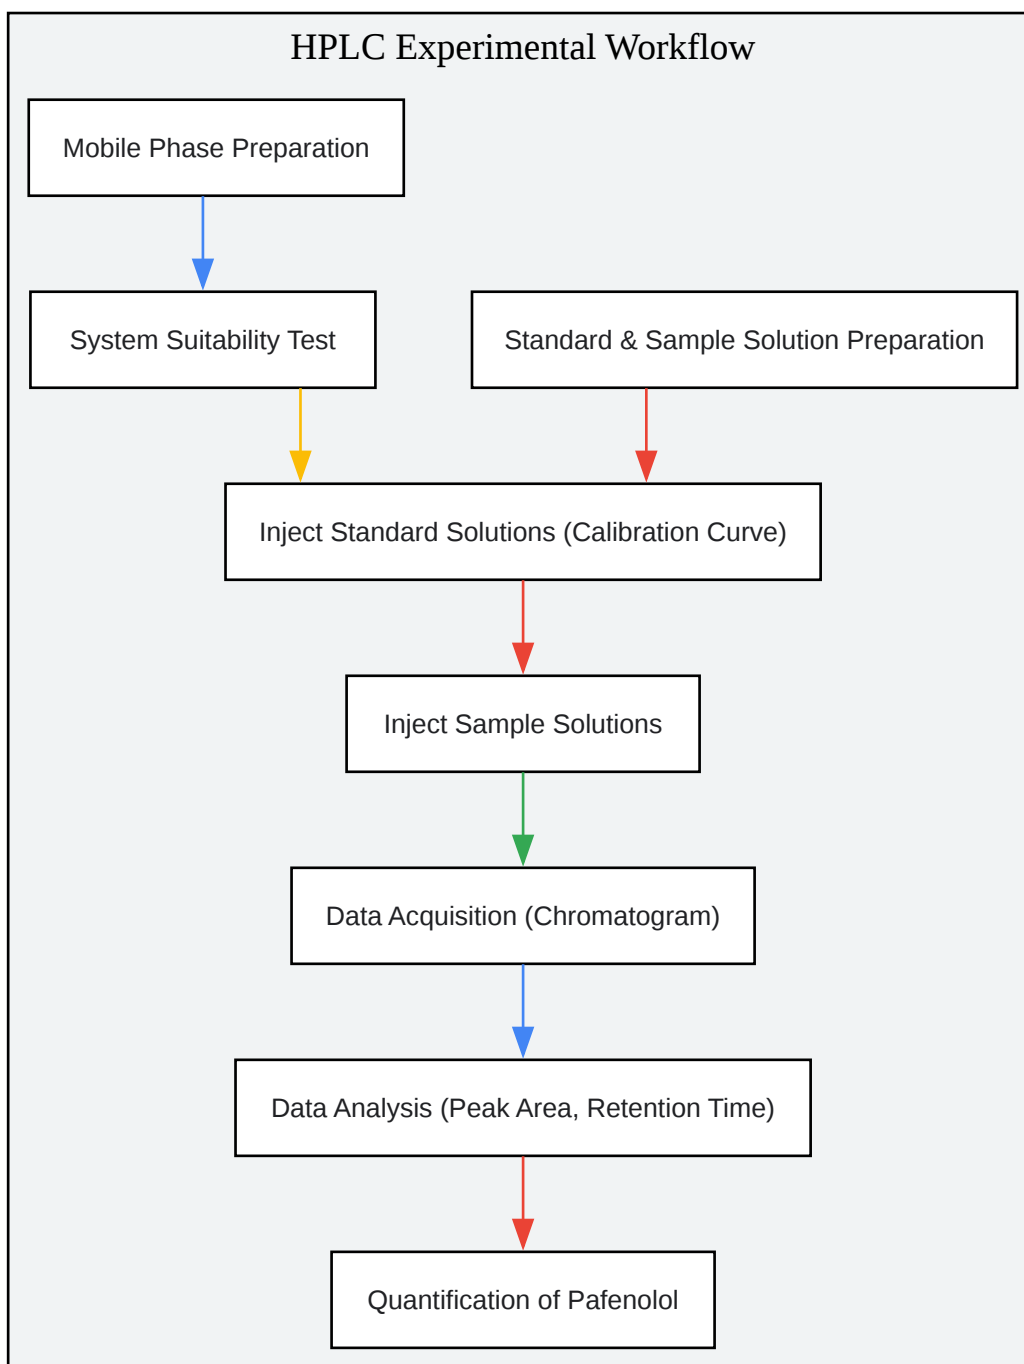 HPLC Experimental Workflow
Mobile Phase Preparation
System Suitability Test
Standard & Sample Solution Preparation
Inject Standard Solutions (Calibration Curve)
Inject Sample Solutions
Data Acquisition (Chromatogram)
Data Analysis (Peak Area, Retention Time)
Quantification of Pafenolol